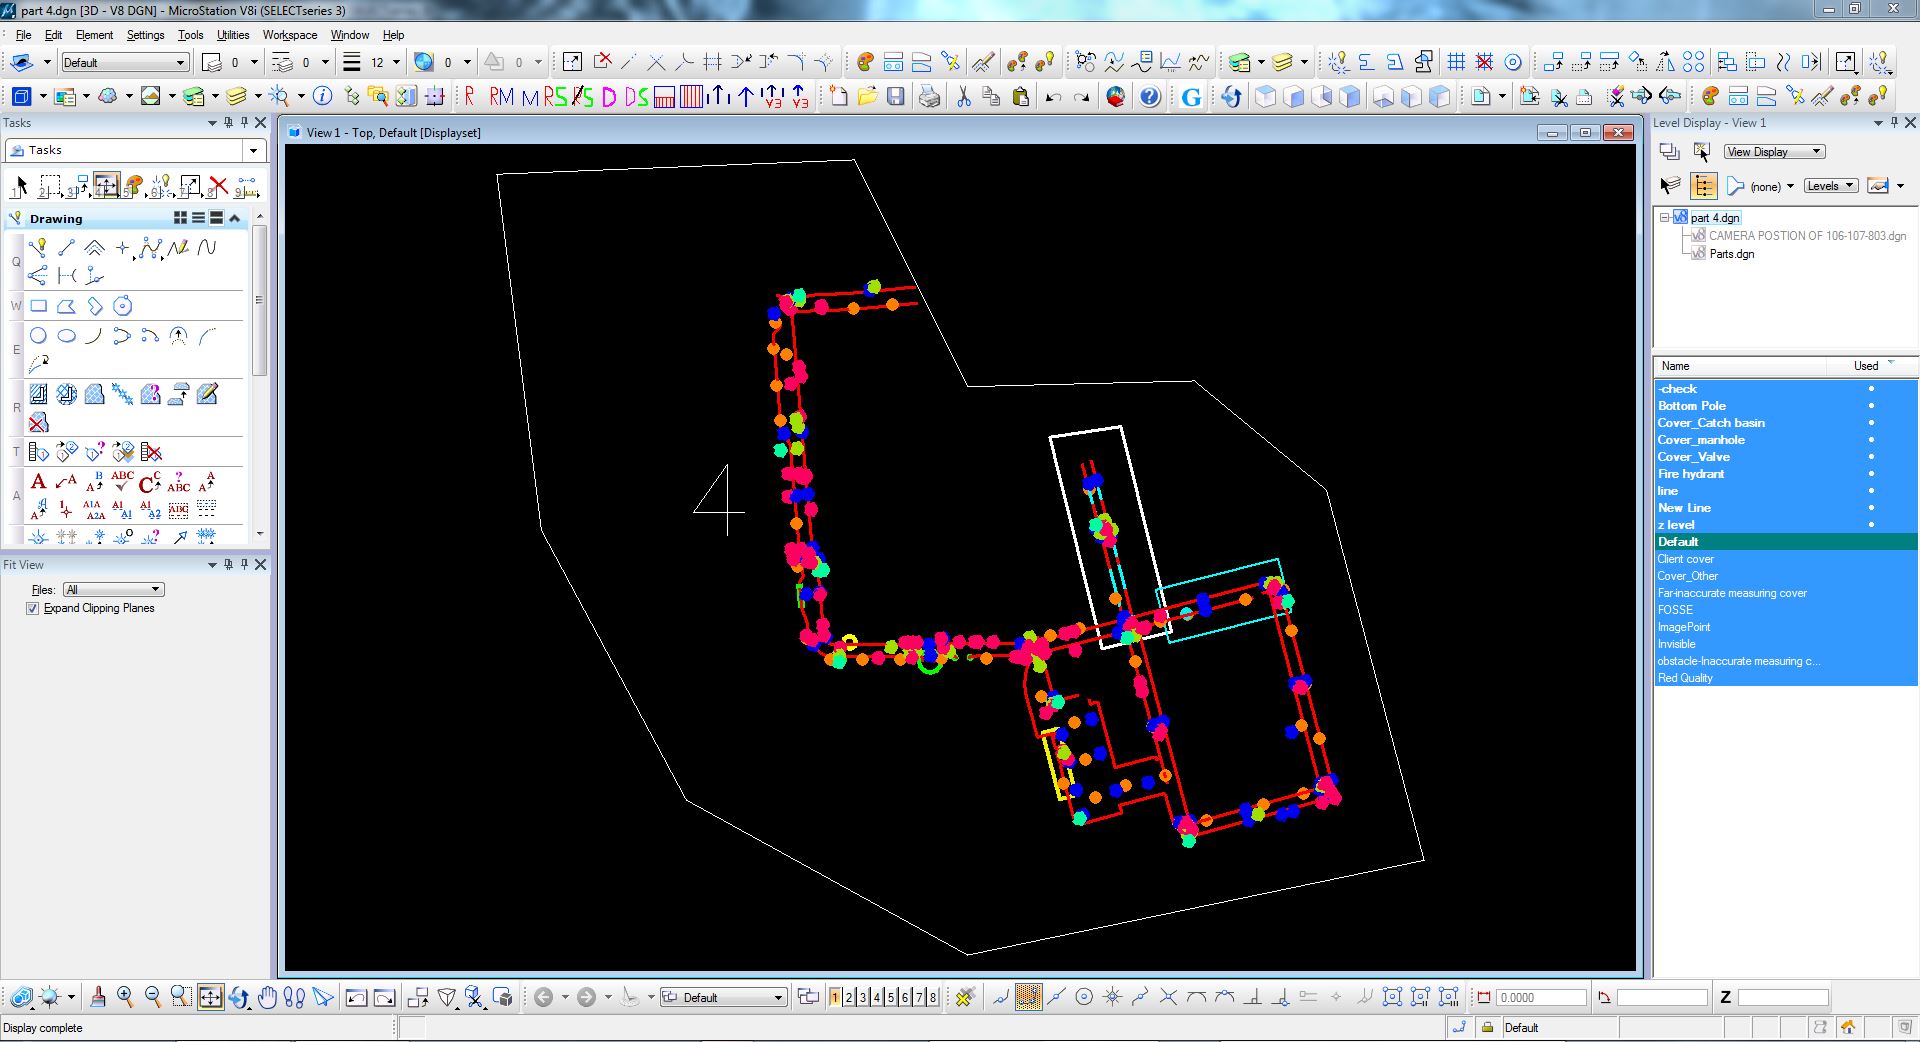 part 4.dgn [3D - V8 DGN] - MicroStation V8i (SELECTseries 3)
File Edit Element Settings Tools Utilities Workspace Window Help
Default 0 0 12 0 0
R RM M RS S D DS V3 V3 G
Tasks
Tasks
Drawing
Q
W
E
R
T
A
Fit View
Files: All
Expand Clipping Planes
View 1 - Top, Default [Displayset]
4
Level Display - View 1
View Display
(none) Levels
part 4.dgn
CAMERA POSTION OF 106-107-803.dgn
Parts.dgn
Name Used
-check
Bottom Pole
Cover_Catch basin
Cover_manhole
Cover_Valve
Fire hydrant
line
New Line
z level
Default
Client cover
Cover_Other
Far-inaccurate measuring cover
FOSSE
ImagePoint
Invisible
obstacle-Inaccurate measuring c...
Red Quality
Default 1 2 3 4 5 6 7 8 0.0000 Z
Display complete Default